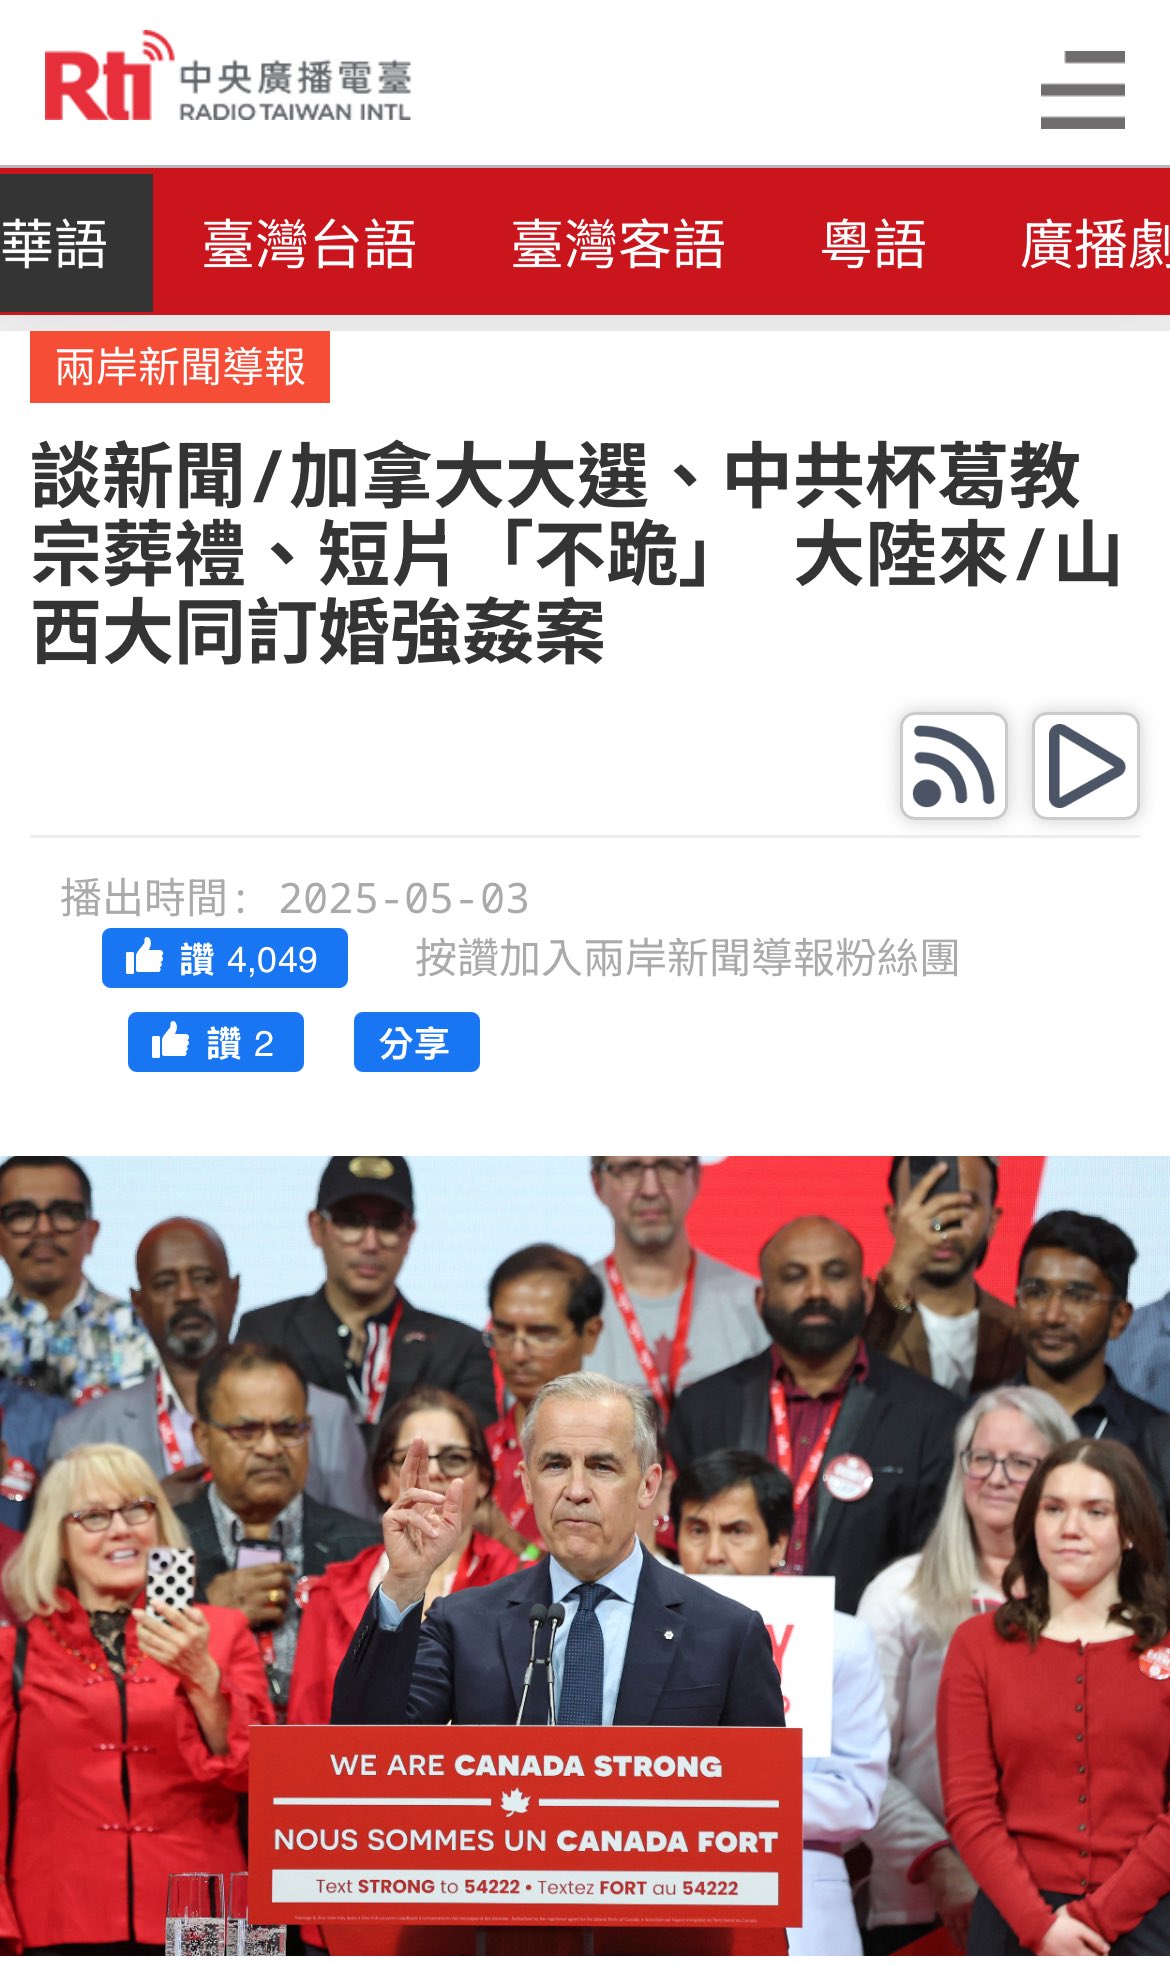 Rti 中央廣播電臺
RADIO TAIWAN INTL
華語 臺灣台語 臺灣客語 粵語 廣播劇
兩岸新聞導報
談新聞/加拿大大選、中共杯葛教
宗葬禮、短片「不跪」 大陸來/山
西大同訂婚強姦案
播出時間: 2025-05-03
讚 4,049 按讚加入兩岸新聞導報粉絲團
讚 2 分享
WE ARE CANADA STRONG
NOUS SOMMES UN CANADA FORT
Text STRONG to 54222 • Textez FORT au 54222